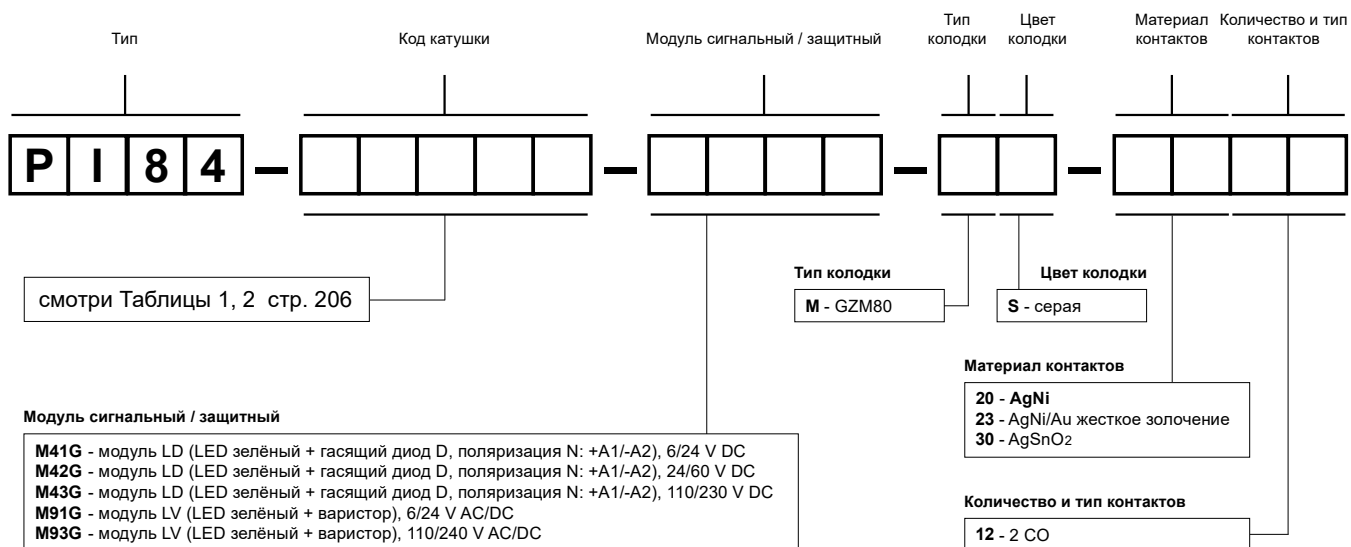 Тип
Код катушки
Модуль сигнальный / защитный
Тип колодки
Цвет колодки
Материал контактов
Количество и тип контактов
P I 8 4 – – – –
смотри Таблицы 1, 2 стр. 206
Тип колодки
M - GZM80
Цвет колодки
S - серая
Материал контактов
20 - AgNi
23 - AgNi/Au жесткое золочение
30 - AgSnO2
Модуль сигнальный / защитный
M41G - модуль LD (LED зелёный + гасящий диод D, поляризация N: +A1/-A2), 6/24 V DC
M42G - модуль LD (LED зелёный + гасящий диод D, поляризация N: +A1/-A2), 24/60 V DC
M43G - модуль LD (LED зелёный + гасящий диод D, поляризация N: +A1/-A2), 110/230 V DC
M91G - модуль LV (LED зелёный + варистор), 6/24 V AC/DC
M93G - модуль LV (LED зелёный + варистор), 110/240 V AC/DC
Количество и тип контактов
12 - 2 CO